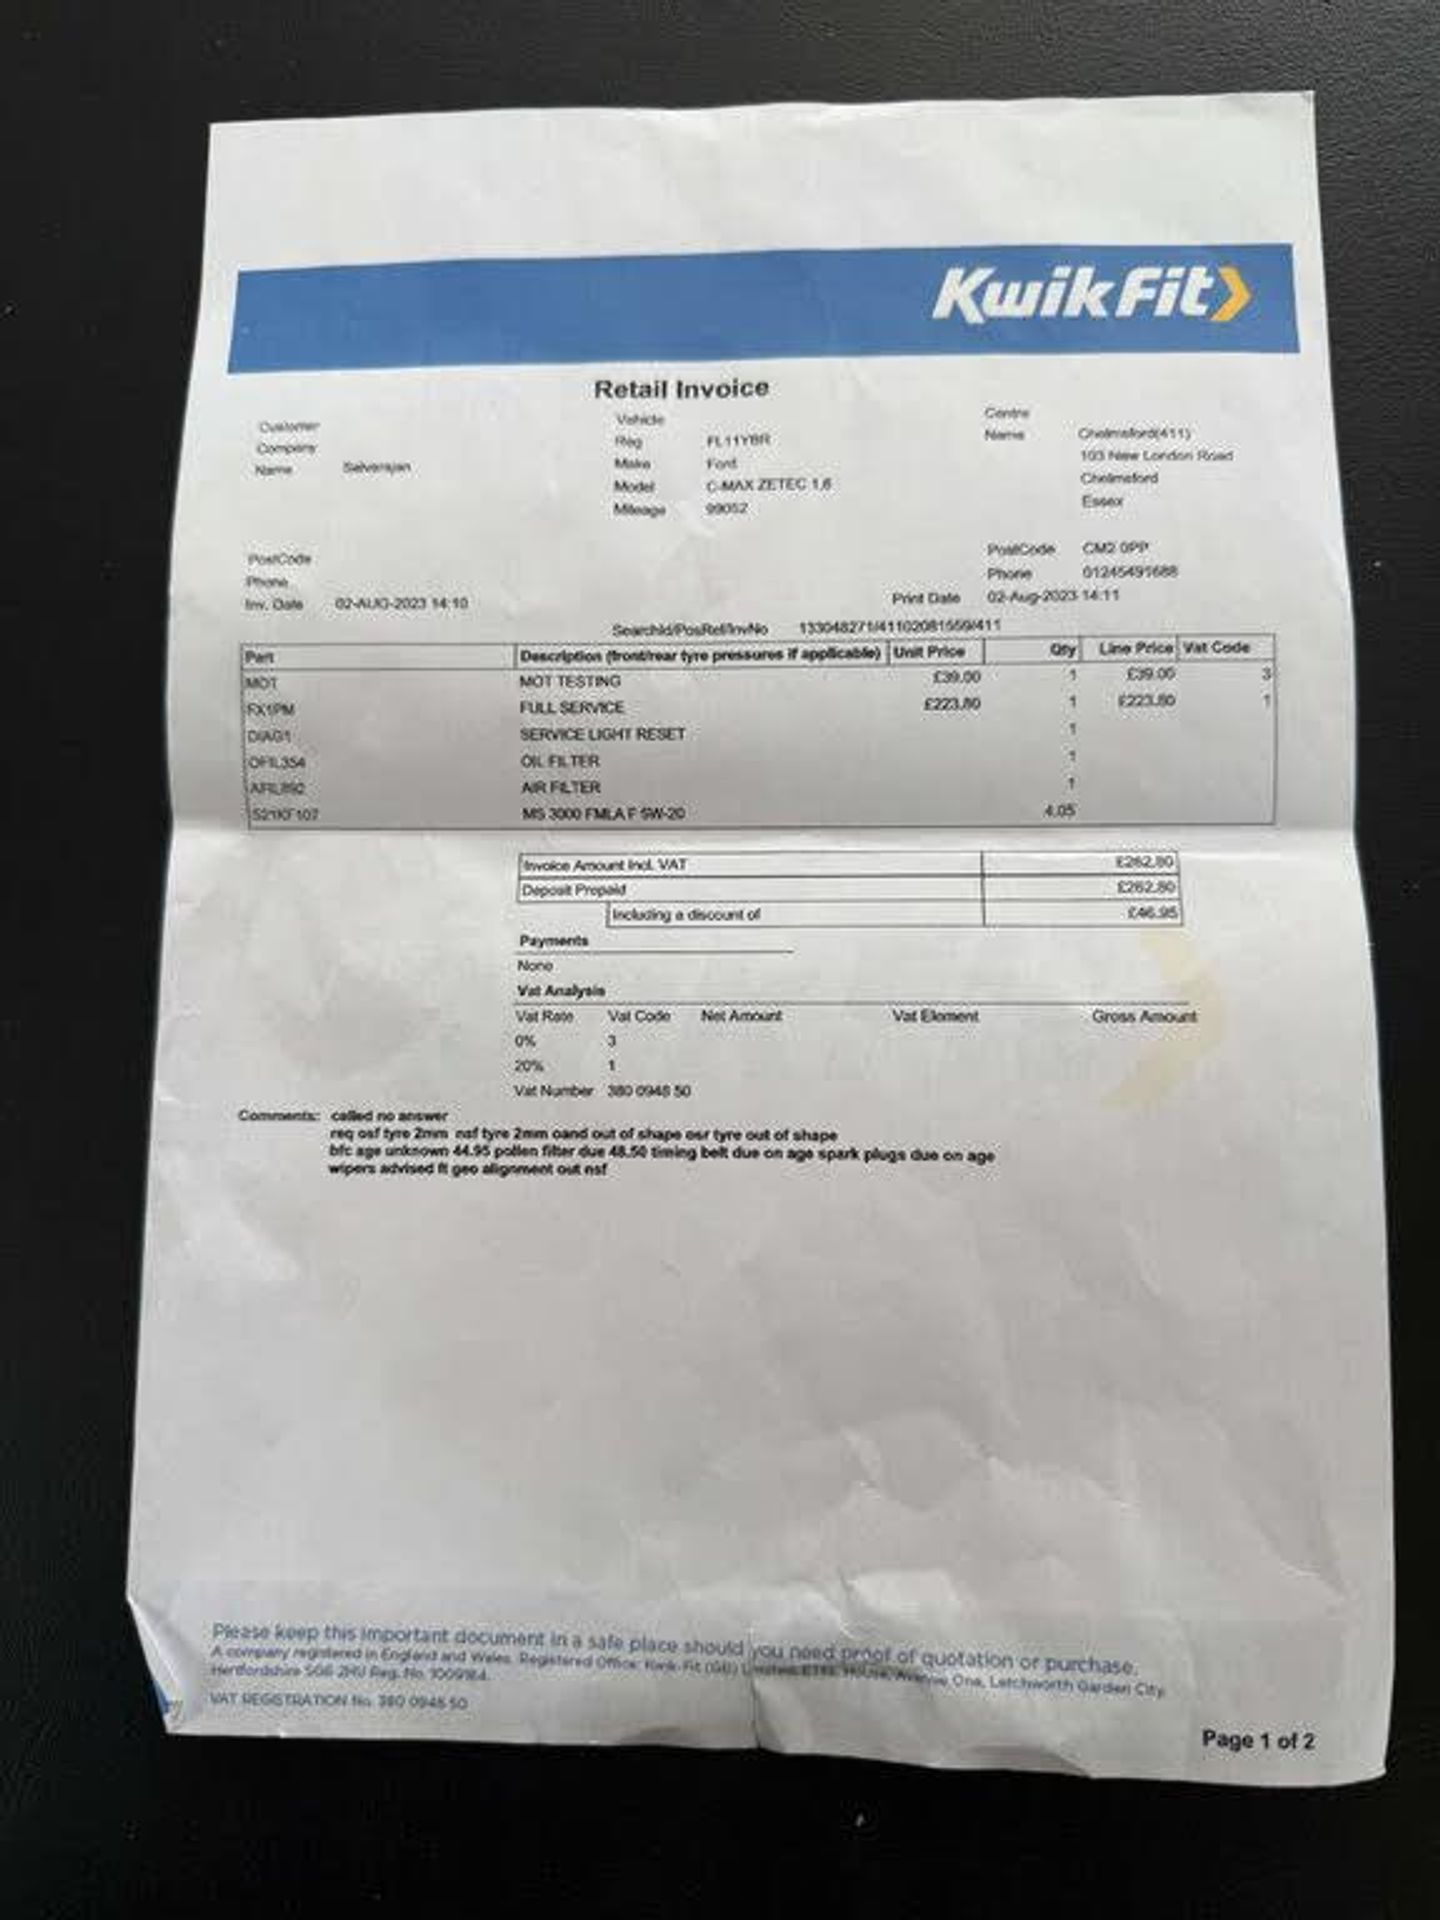 KwikFit
Retail Invoice
Customer
Company
Name Selvarajan
Vehicle
Reg FL11YBR
Make Ford
Model C-MAX ZETEC 1.6
Mileage 99052
Centre
Name Chelmsford(411)
103 New London Road
Chelmsford
Essex
PostCode
Phone
Inv. Date 02-AUG-2023 14:10
PostCode CM2 0PP
Phone 01245491688
Print Date 02-Aug-2023 14:11
SearchId/PosRef/InvNo 133048271/41102081559/411
Part Description (front/rear tyre pressures if applicable) Unit Price Qty Line Price Vat Code
MOT MOT TESTING £39.00 1 £39.00 3
FX1PM FULL SERVICE £223.80 1 £223.80 1
DIAG1 SERVICE LIGHT RESET 1
OFIL354 OIL FILTER 1
AFIL892 AIR FILTER 1
MS 3000 FMLA F 5W-20 4.05
Invoice Amount Incl. VAT £262.80
Deposit Prepaid £262.80
Including a discount of £46.95
Payments
None
Vat Analysis
Vat Rate Vat Code Net Amount Vat Element Gross Amount
0% 3
20% 1
Vat Number 380 0948 50
Comments: called no answer
req osf tyre 2mm nsf tyre 2mm oand out of shape osr tyre out of shape
bfc age unknown 44.95 pollen filter due 48.50 timing belt due on age spark plugs due on age
wipers advised ft geo alignment out nsf
Please keep this important document in a safe place should you need proof of quotation or purchase.
A company registered in England and Wales. Registered Office: Kwik-Fit (GB) Limited, ETEL House, Avenue One, Letchworth Garden City,
Hertfordshire SG6 2HU Reg. No. 1009184.
VAT REGISTRATION No. 380 0948 50
Page 1 of 2